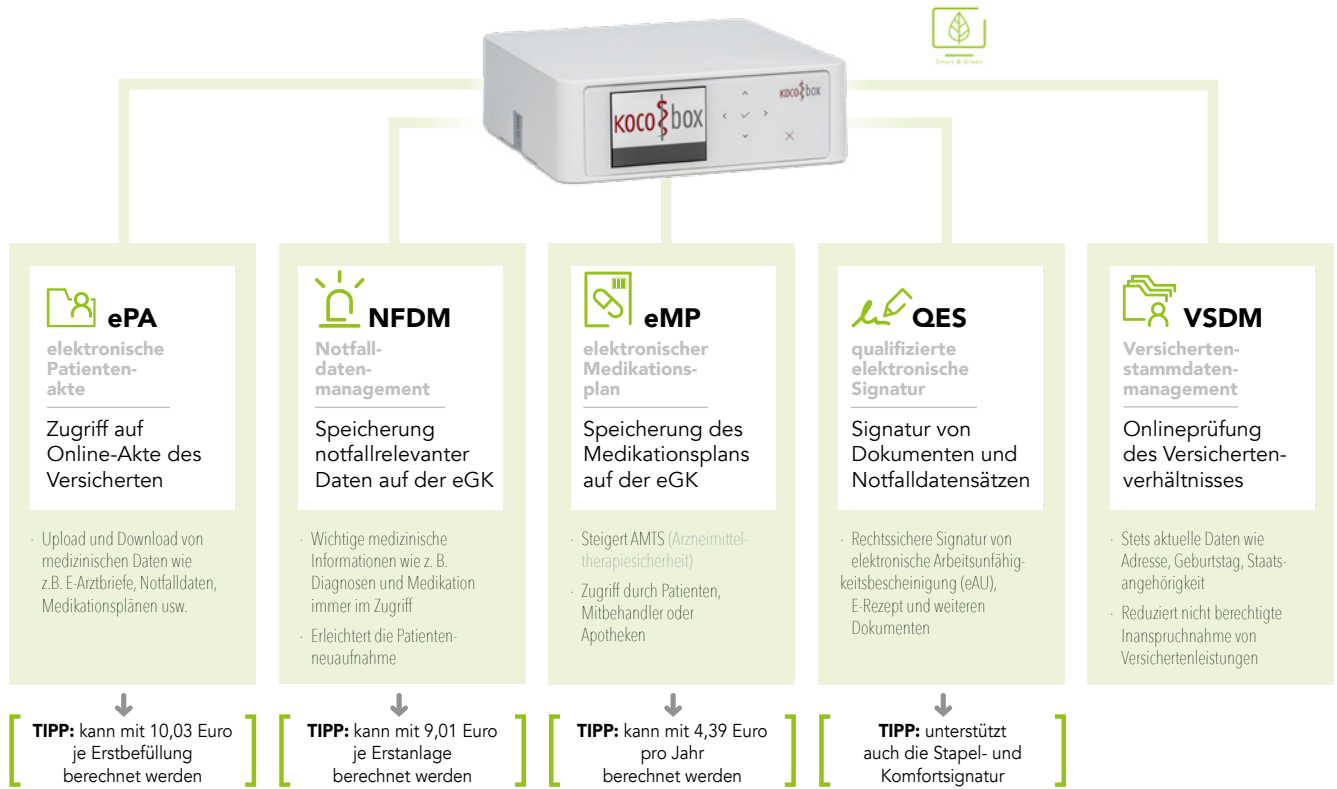 Smart & Green
KOCO box
KOCO box
ePA
elektronische
Patienten-
akte
Zugriff auf
Online-Akte des
Versicherten
· Upload und Download von
medizinischen Daten wie
z.B. E-Arztbriefe, Notfalldaten,
Medikationsplänen usw.
TIPP: kann mit 10,03 Euro
je Erstbefüllung
berechnet werden
NFDM
Notfall-
daten-
management
Speicherung
notfallrelevanter
Daten auf der eGK
· Wichtige medizinische
Informationen wie z. B.
Diagnosen und Medikation
immer im Zugriff
· Erleichtert die Patienten-
neuaufnahme
TIPP: kann mit 9,01 Euro
je Erstanlage
berechnet werden
eMP
elektronischer
Medikations-
plan
Speicherung des
Medikationsplans
auf der eGK
· Steigert AMTS (Arzneimittel-
therapiesicherheit)
· Zugriff durch Patienten,
Mitbehandler oder
Apotheken
TIPP: kann mit 4,39 Euro
pro Jahr
berechnet werden
QES
qualifizierte
elektronische
Signatur
Signatur von
Dokumenten und
Notfalldatensätzen
· Rechtssichere Signatur von
elektronische Arbeitsunfähig-
keitsbescheinigung (eAU),
E-Rezept und weiteren
Dokumenten
TIPP: unterstützt
auch die Stapel- und
Komfortsignatur
VSDM
Versicherten-
stammdaten-
management
Onlineprüfung
des Versicherten-
verhältnisses
· Stets aktuelle Daten wie
Adresse, Geburtstag, Staats-
angehörigkeit
· Reduziert nicht berechtigte
Inanspruchnahme von
Versichertenleistungen